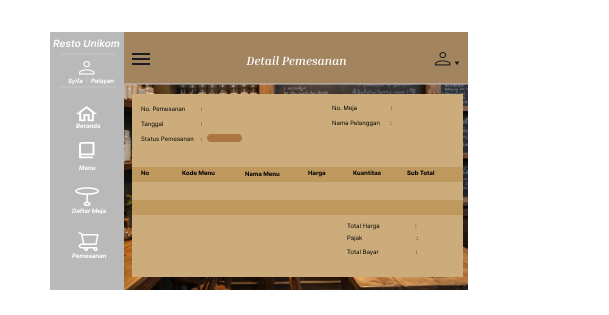 Resto Unikom
Syifa | Pelayan
Beranda
Menu
Daftar Meja
Pemesanan
Detail Pemesanan
No. Pemesanan :
No. Meja :
Tanggal :
Nama Pelanggan :
Status Pemesanan :
No Kode Menu Nama Menu Harga Kuantitas Sub Total
Total Harga :
Pajak :
Total Bayar :